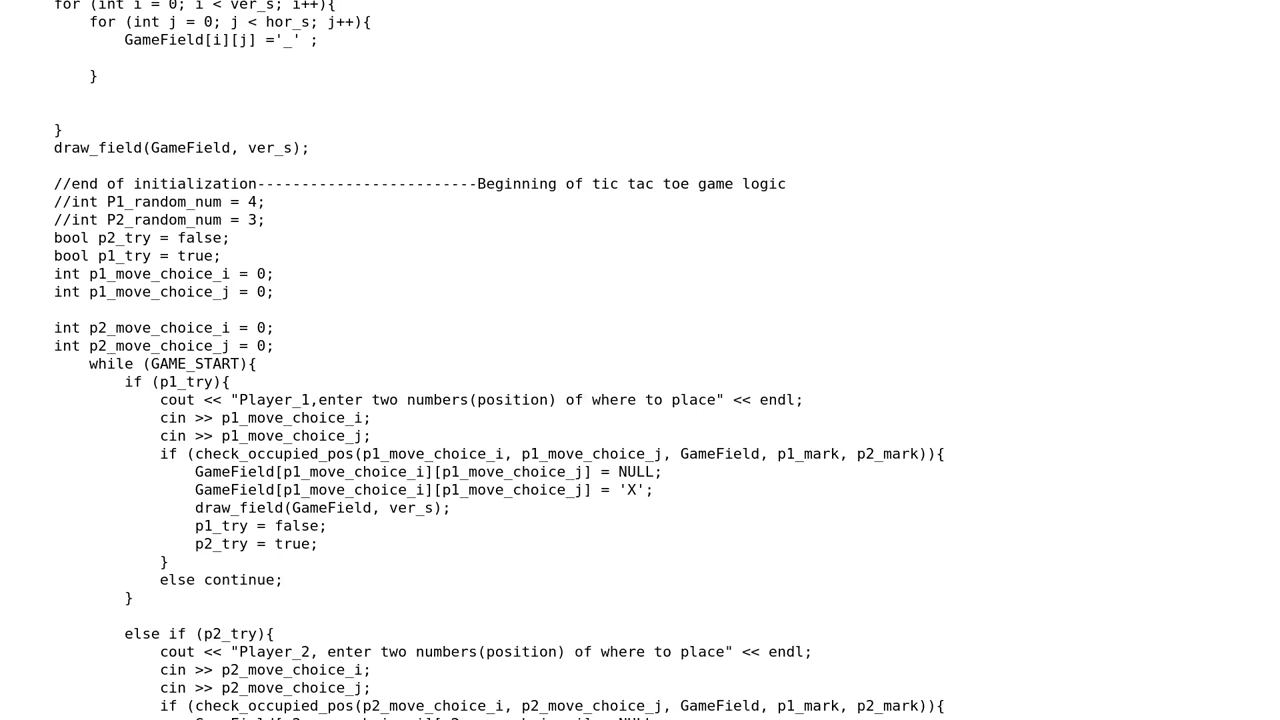 for (int i = 0; i < ver_s; i++){
for (int j = 0; j < hor_s; j++){
GameField[i][j] ='_' ;
}
}
draw_field(GameField, ver_s);
//end of initialization-------------------------Beginning of tic tac toe game logic
//int P1_random_num = 4;
//int P2_random_num = 3;
bool p2_try = false;
bool p1_try = true;
int p1_move_choice_i = 0;
int p1_move_choice_j = 0;
int p2_move_choice_i = 0;
int p2_move_choice_j = 0;
while (GAME_START){
if (p1_try){
cout << "Player_1,enter two numbers(position) of where to place" << endl;
cin >> p1_move_choice_i;
cin >> p1_move_choice_j;
if (check_occupied_pos(p1_move_choice_i, p1_move_choice_j, GameField, p1_mark, p2_mark)){
GameField[p1_move_choice_i][p1_move_choice_j] = NULL;
GameField[p1_move_choice_i][p1_move_choice_j] = 'X';
draw_field(GameField, ver_s);
p1_try = false;
p2_try = true;
}
else continue;
}
else if (p2_try){
cout << "Player_2, enter two numbers(position) of where to place" << endl;
cin >> p2_move_choice_i;
cin >> p2_move_choice_j;
if (check_occupied_pos(p2_move_choice_i, p2_move_choice_j, GameField, p1_mark, p2_mark)){